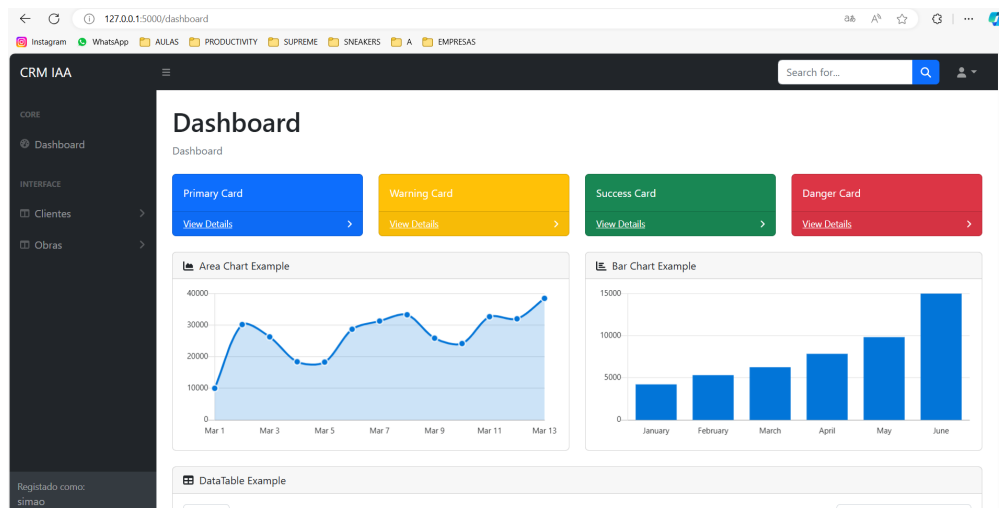 127.0.0.1:5000/dashboard
Instagram WhatsApp AULAS PRODUCTIVITY SUPREME SNEAKERS A EMPRESAS
CRM IAA
Search for...
CORE
Dashboard
INTERFACE
Clientes
Obras
Registado como:
simao
Dashboard
Dashboard
Primary Card
View Details
Warning Card
View Details
Success Card
View Details
Danger Card
View Details
Area Chart Example
40000
30000
20000
10000
0
Mar 1 Mar 3 Mar 5 Mar 7 Mar 9 Mar 11 Mar 13
Bar Chart Example
15000
10000
5000
0
January February March April May June
DataTable Example